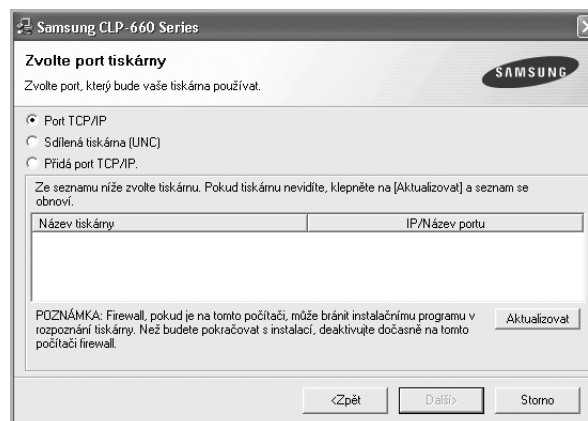 Samsung CLP-660 Series
Zvolte port tiskárny
Zvolte port, který bude vaše tiskárna používat.
SAMSUNG
Port TCP/IP
Sdílená tiskárna (UNC)
Přidá port TCP/IP.
Ze seznamu níže zvolte tiskárnu. Pokud tiskárnu nevidíte, klepněte na [Aktualizovat] a seznam se
obnoví.
Název tiskárny IP/Název portu
POZNÁMKA: Firewall, pokud je na tomto počítači, může bránit instalačnímu programu v
rozpoznání tiskárny. Než budete pokračovat s instalací, deaktivujte dočasně na tomto
počítači firewall.
Aktualizovat
<Zpět Další> Storno